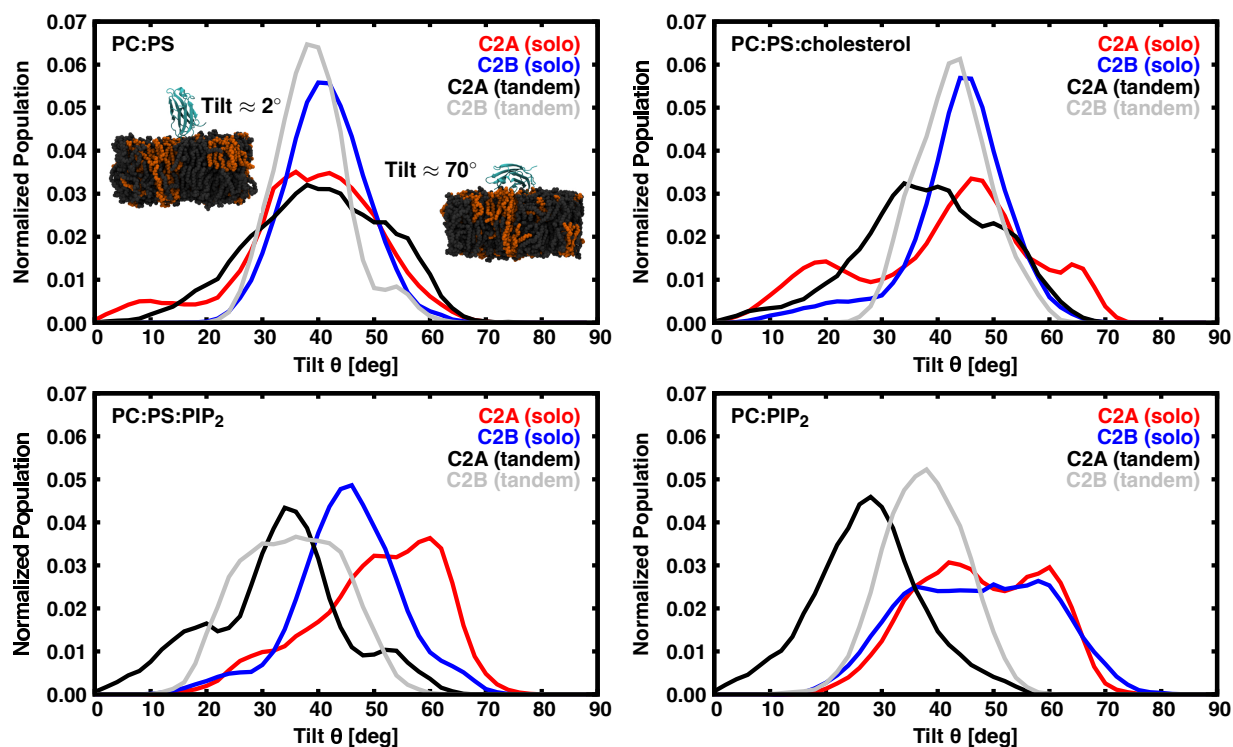 PC:PS
C2A (solo)
C2B (solo)
C2A (tandem)
C2B (tandem)
Tilt ≈ 2°
Tilt ≈ 70°
Normalized Population
0.07
0.06
0.05
0.04
0.03
0.02
0.01
0.00
0 10 20 30 40 50 60 70 80 90
Tilt θ [deg]
PC:PS:cholesterol
C2A (solo)
C2B (solo)
C2A (tandem)
C2B (tandem)
Normalized Population
0.07
0.06
0.05
0.04
0.03
0.02
0.01
0.00
0 10 20 30 40 50 60 70 80 90
Tilt θ [deg]
PC:PS:PIP₂
C2A (solo)
C2B (solo)
C2A (tandem)
C2B (tandem)
Normalized Population
0.07
0.06
0.05
0.04
0.03
0.02
0.01
0.00
0 10 20 30 40 50 60 70 80 90
Tilt θ [deg]
PC:PIP₂
C2A (solo)
C2B (solo)
C2A (tandem)
C2B (tandem)
Normalized Population
0.07
0.06
0.05
0.04
0.03
0.02
0.01
0.00
0 10 20 30 40 50 60 70 80 90
Tilt θ [deg]